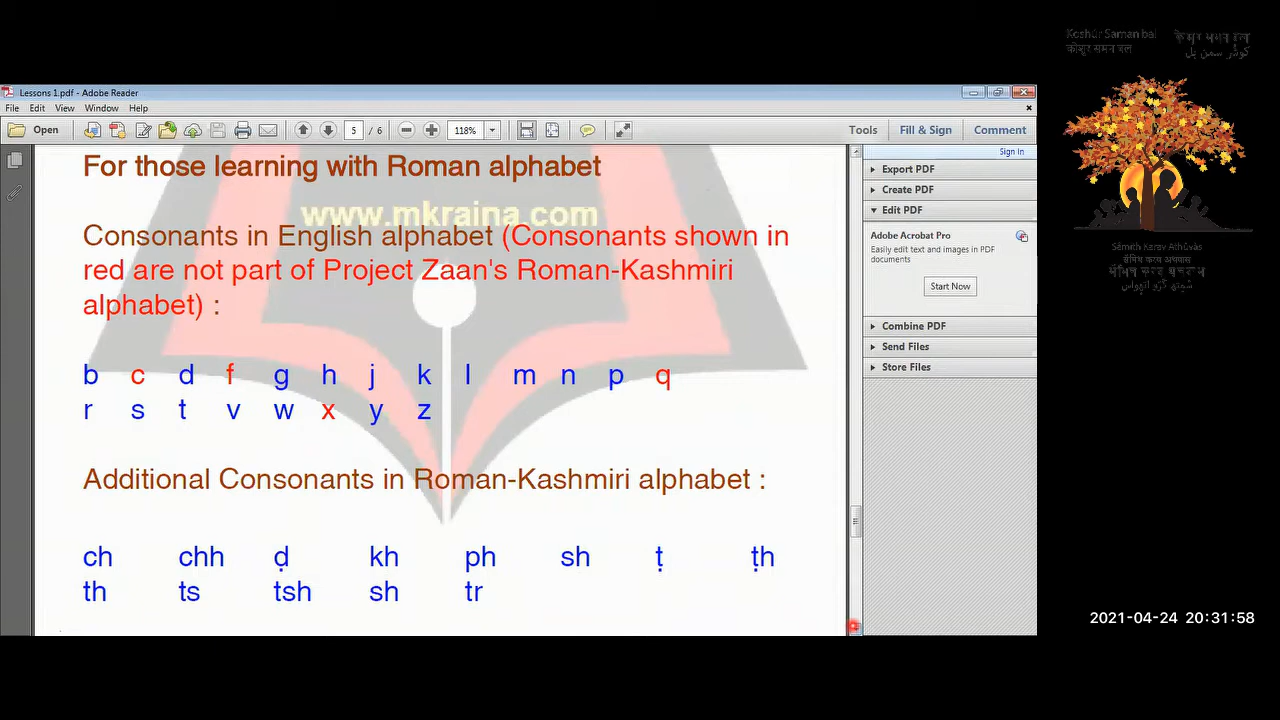 Koshur Saman bal
कॉशुर समन बल
Lessons 1.pdf - Adobe Reader
File Edit View Window Help
Open 5 / 6 118% Tools Fill & Sign Comment
Sign In
Export PDF
Create PDF
Edit PDF
Adobe Acrobat Pro
Easily edit text and images in PDF
documents
Start Now
Combine PDF
Send Files
Store Files
For those learning with Roman alphabet
www.mkraina.com
Consonants in English alphabet (Consonants shown in
red are not part of Project Zaan's Roman-Kashmiri
alphabet) :
b c d f g h j k l m n p q
r s t v w x y z
Additional Consonants in Roman-Kashmiri alphabet :
ch chh ḍ kh ph sh ṭ ṭh
th ts tsh sh tr
Sêmith Karav Athûvàs
2021-04-24 20:31:58